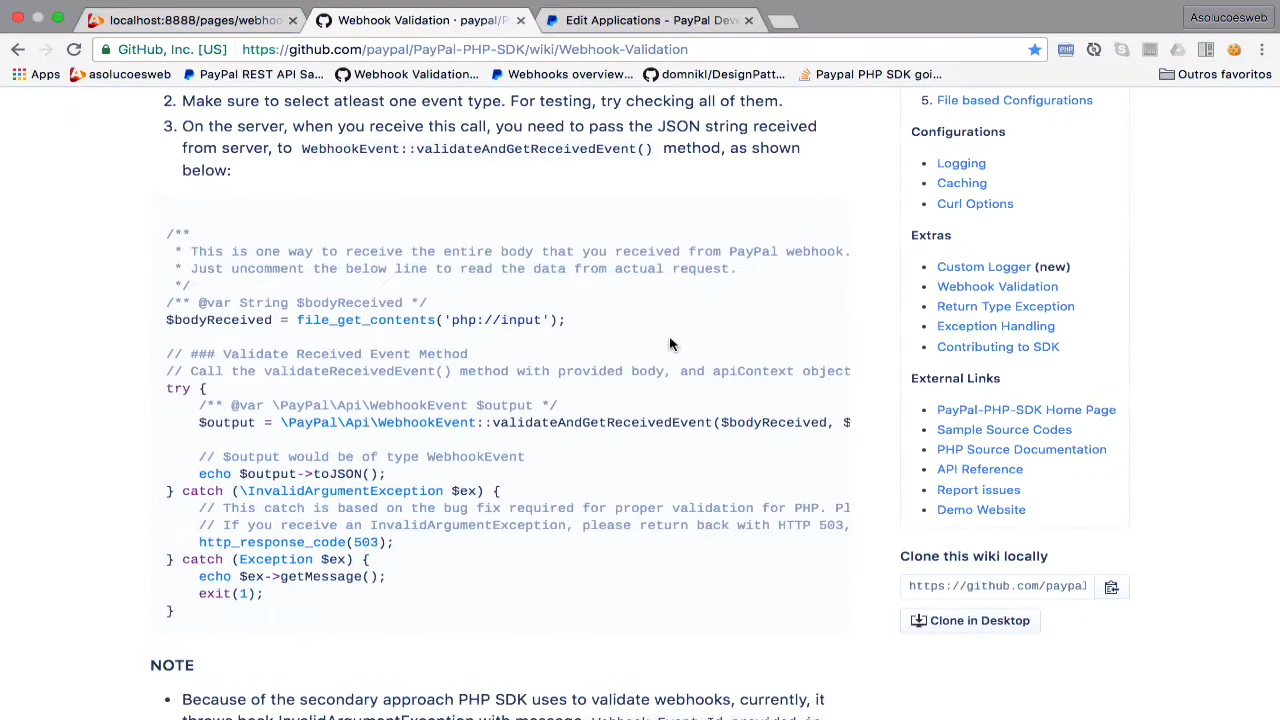 localhost:8888/pages/webhoo
Webhook Validation · paypal/P
Edit Applications - PayPal Deve
Asolucoesweb
GitHub, Inc. [US]
https://github.com/paypal/PayPal-PHP-SDK/wiki/Webhook-Validation
Apps
asolucoesweb
PayPal REST API Sa...
Webhook Validation...
Webhooks overview...
domnikl/DesignPatt...
Paypal PHP SDK goi...
Outros favoritos
2. Make sure to select atleast one event type. For testing, try checking all of them.
3. On the server, when you receive this call, you need to pass the JSON string received
from server, to WebhookEvent::validateAndGetReceivedEvent() method, as shown
below:
/**
* This is one way to receive the entire body that you received from PayPal webhook.
* Just uncomment the below line to read the data from actual request.
*/
/** @var String $bodyReceived */
$bodyReceived = file_get_contents('php://input');
// ### Validate Received Event Method
// Call the validateReceivedEvent() method with provided body, and apiContext object
try {
/** @var \PayPal\Api\WebhookEvent $output */
$output = \PayPal\Api\WebhookEvent::validateAndGetReceivedEvent($bodyReceived, $
// $output would be of type WebhookEvent
echo $output->toJSON();
} catch (\InvalidArgumentException $ex) {
// This catch is based on the bug fix required for proper validation for PHP. Pl
// If you receive an InvalidArgumentException, please return back with HTTP 503,
http_response_code(503);
} catch (Exception $ex) {
echo $ex->getMessage();
exit(1);
}
NOTE
• Because of the secondary approach PHP SDK uses to validate webhooks, currently, it
throws back InvalidArgumentException with message Webhook Event Id provided in
5. File based Configurations
Configurations
• Logging
• Caching
• Curl Options
Extras
• Custom Logger (new)
• Webhook Validation
• Return Type Exception
• Exception Handling
• Contributing to SDK
External Links
• PayPal-PHP-SDK Home Page
• Sample Source Codes
• PHP Source Documentation
• API Reference
• Report issues
• Demo Website
Clone this wiki locally
https://github.com/paypal
Clone in Desktop